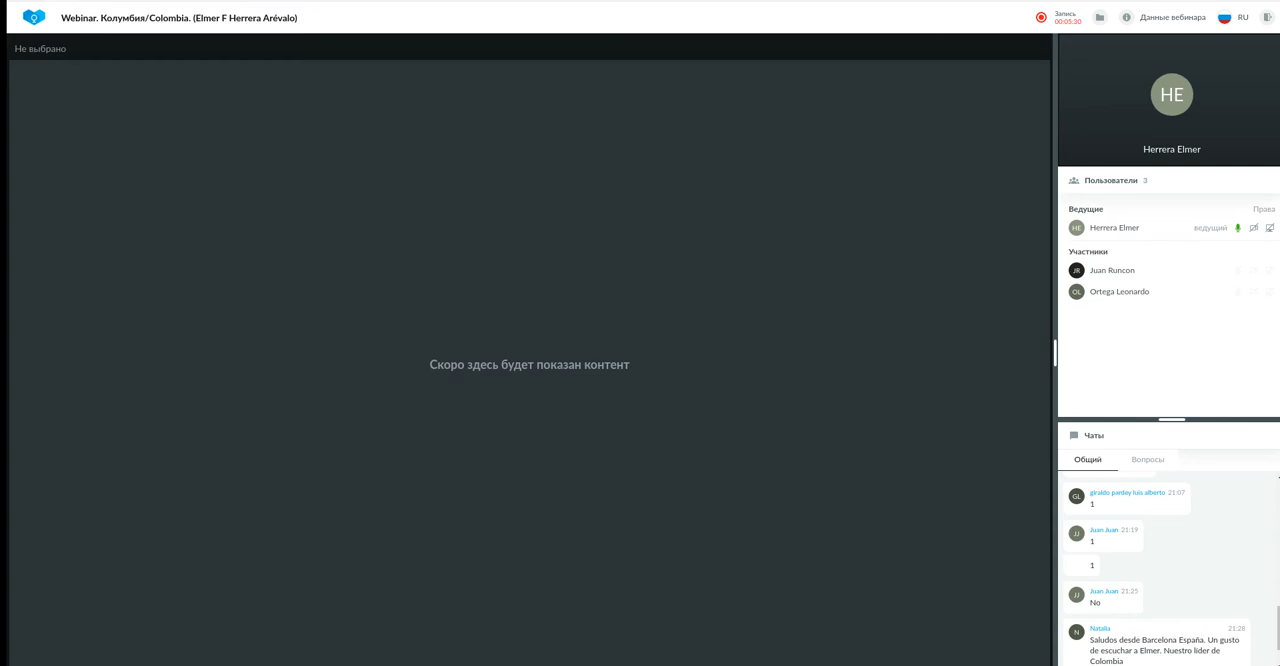 Webinar. Колумбия/Colombia. (Elmer F Herrera Arévalo)
Запись
00:05:30
Данные вебинара
RU
Не выбрано
Скоро здесь будет показан контент
HE
Herrera Elmer
Пользователи 3
Ведущие Права
HE Herrera Elmer ведущий
Участники
JR Juan Runcon
OL Ortega Leonardo
Чаты
Общий Вопросы
GL giraldo pardey luis alberto 21:07
1
JJ Juan Juan 21:19
1
1
JJ Juan Juan 21:25
No
N Natalia 21:28
Saludos desde Barcelona España. Un gusto
de escuchar a Elmer. Nuestro líder de
Colombia